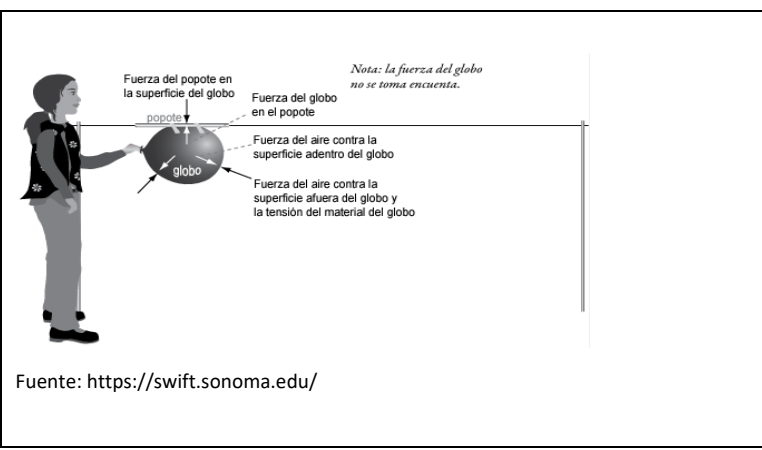 Nota: la fuerza del globo
no se toma encuenta.
Fuerza del popote en
la superficie del globo
Fuerza del globo
en el popote
popote
Fuerza del aire contra la
superficie adentro del globo
globo
Fuerza del aire contra la
superficie afuera del globo y
la tensión del material del globo
Fuente: https://swift.sonoma.edu/